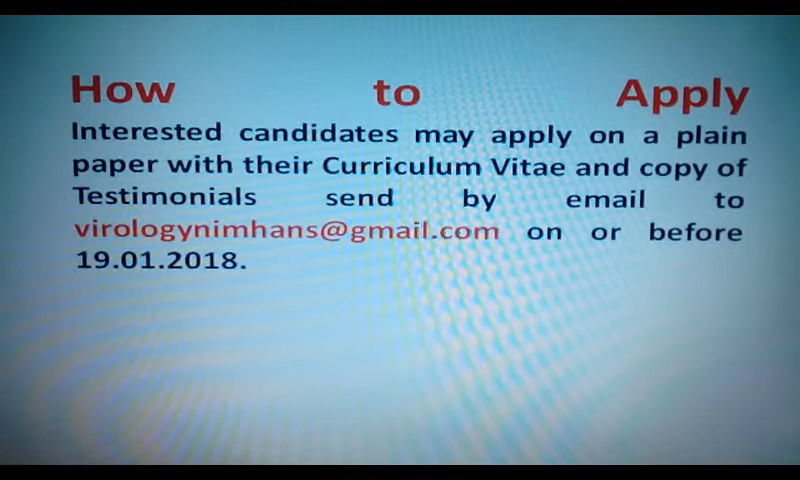 How to Apply
Interested candidates may apply on a plain
paper with their Curriculum Vitae and copy of
Testimonials send by email to
virologynimhans@gmail.com on or before
19.01.2018.